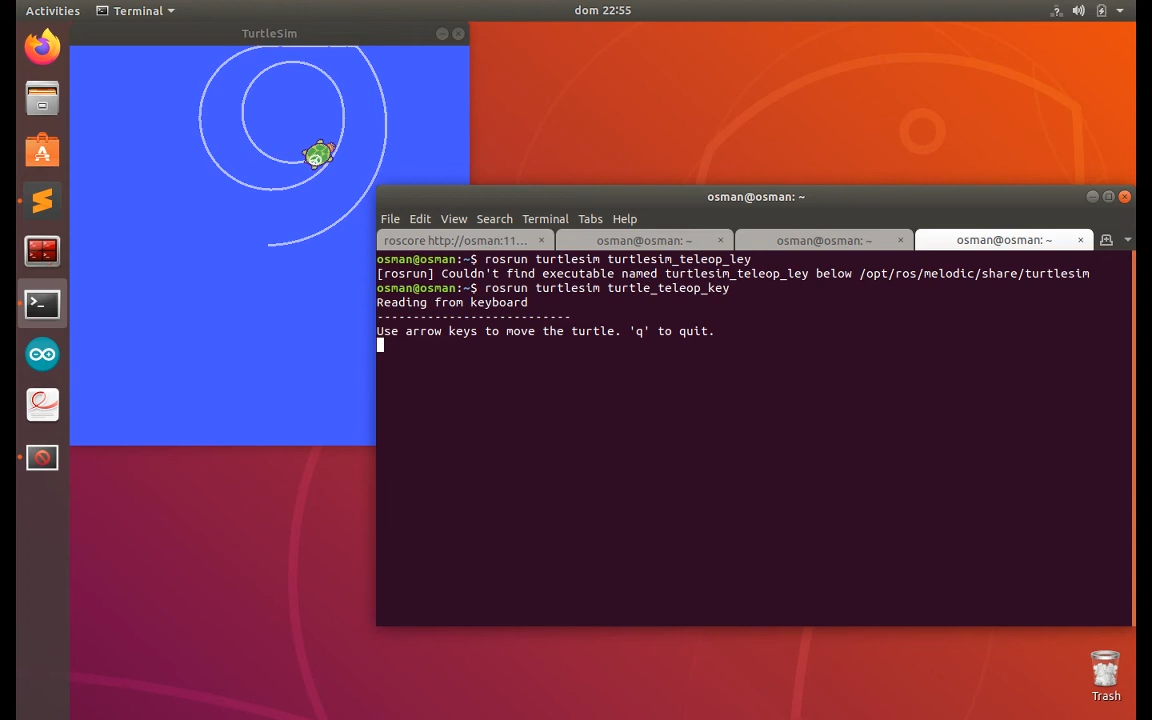 Activities Terminal dom 22:55
TurtleSim
osman@osman: ~
File Edit View Search Terminal Tabs Help
roscore http://osman:11... × osman@osman: ~ × osman@osman: ~ × osman@osman: ~ ×
osman@osman:~$ rosrun turtlesim turtlesim_teleop_ley
[rosrun] Couldn't find executable named turtlesim_teleop_ley below /opt/ros/melodic/share/turtlesim
osman@osman:~$ rosrun turtlesim turtle_teleop_key
Reading from keyboard
---------------------------
Use arrow keys to move the turtle. 'q' to quit.
Trash